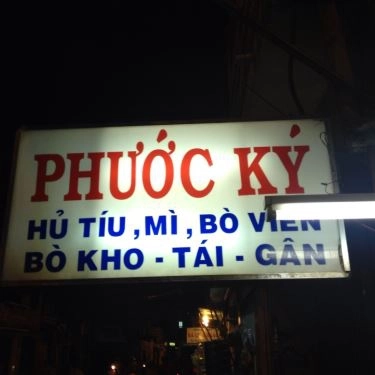 PHƯỚC KÝ
HỦ TÍU, MÌ, BÒ VIÊN
BÒ KHO - TÁI - GÂN